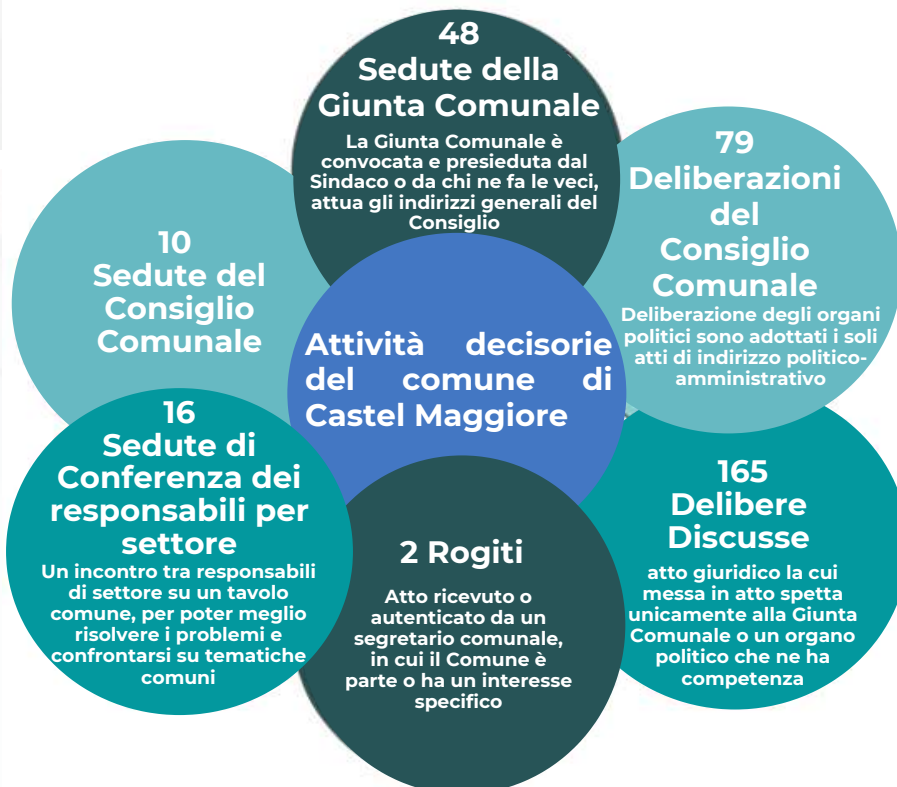 48
Sedute della
Giunta Comunale
La Giunta Comunale è
convocata e presieduta dal
Sindaco o da chi ne fa le veci,
attua gli indirizzi generali del
Consiglio
79
Deliberazioni
del
Consiglio
Comunale
Deliberazione degli organi
politici sono adottati i soli
atti di indirizzo politico-
amministrativo
10
Sedute del
Consiglio
Comunale
Attività decisorie
del comune di
Castel Maggiore
16
Sedute di
Conferenza dei
responsabili per
settore
Un incontro tra responsabili
di settore su un tavolo
comune, per poter meglio
risolvere i problemi e
confrontarsi su tematiche
comuni
2 Rogiti
Atto ricevuto o
autenticato da un
segretario comunale,
in cui il Comune è
parte o ha un interesse
specifico
165
Delibere
Discusse
atto giuridico la cui
messa in atto spetta
unicamente alla Giunta
Comunale o un organo
politico che ne ha
competenza